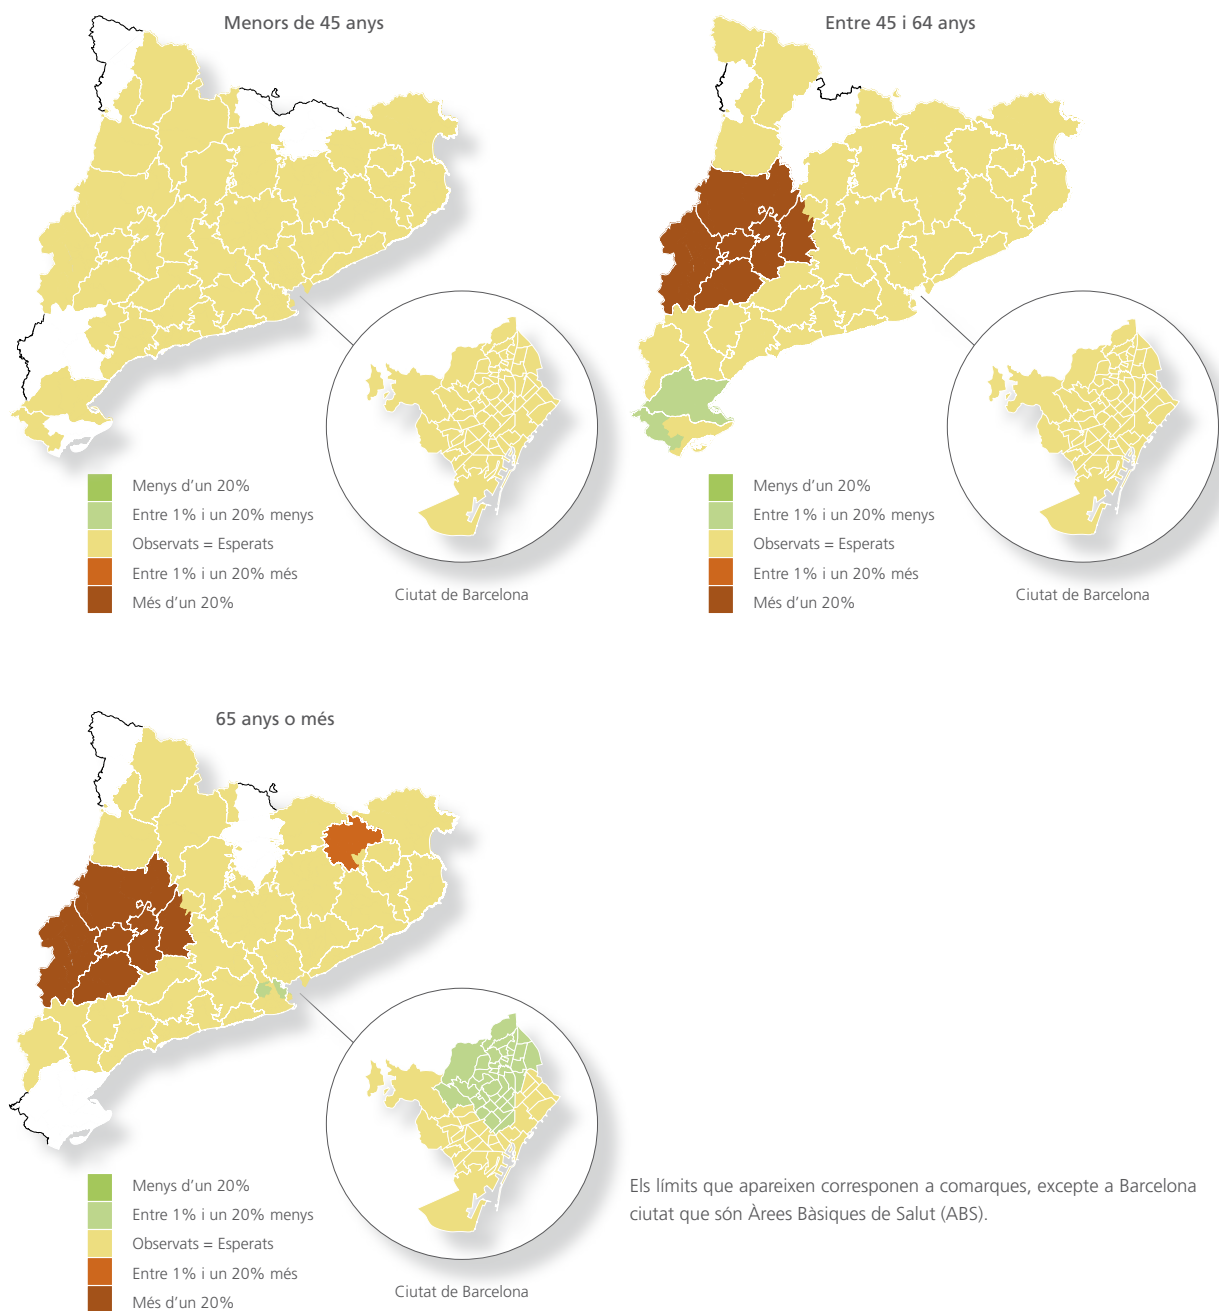 Menors de 45 anys
Menys d'un 20%
Entre 1% i un 20% menys
Observats = Esperats
Entre 1% i un 20% més
Més d'un 20%
Ciutat de Barcelona
Entre 45 i 64 anys
Menys d'un 20%
Entre 1% i un 20% menys
Observats = Esperats
Entre 1% i un 20% més
Més d'un 20%
Ciutat de Barcelona
65 anys o més
Menys d'un 20%
Entre 1% i un 20% menys
Observats = Esperats
Entre 1% i un 20% més
Més d'un 20%
Ciutat de Barcelona
Els límits que apareixen corresponen a comarques, excepte a Barcelona
ciutat que són Àrees Bàsiques de Salut (ABS).